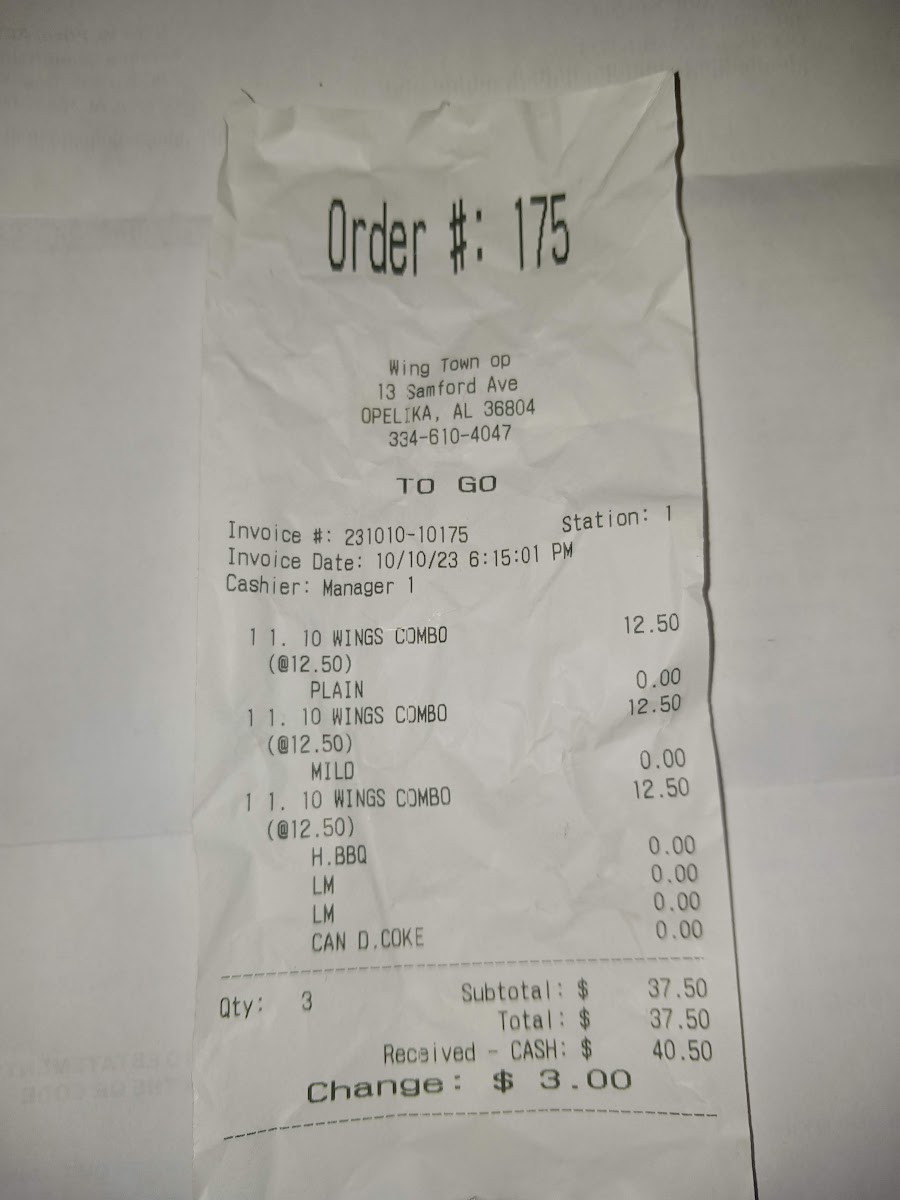 Order #: 175
Wing Town op
13 Samford Ave
OPELIKA, AL 36804
334-610-4047
TO GO
Invoice #: 231010-10175 Station: 1
Invoice Date: 10/10/23 6:15:01 PM
Cashier: Manager 1
1 1. 10 WINGS COMBO 12.50
(@12.50)
PLAIN 0.00
1 1. 10 WINGS COMBO 12.50
(@12.50)
MILD 0.00
1 1. 10 WINGS COMBO 12.50
(@12.50)
H.BBQ 0.00
LM 0.00
LM 0.00
CAN D.COKE 0.00
Qty: 3 Subtotal: $ 37.50
Total: $ 37.50
Received - CASH: $ 40.50
Change: $ 3.00